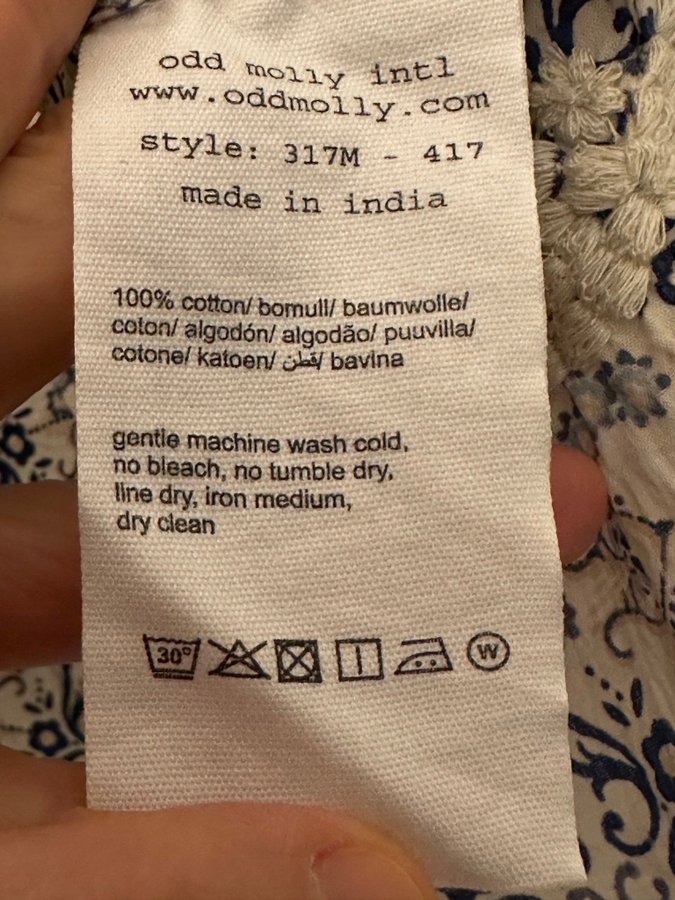 odd molly intl
www.oddmolly.com
style: 317M - 417
made in india
100% cotton/ bomull/ baumwolle/
coton/ algodón/ algodão/ puuvilla/
cotone/ katoen/ قطن/ bavlna
gentle machine wash cold,
no bleach, no tumble dry,
line dry, iron medium,
dry clean
30° W